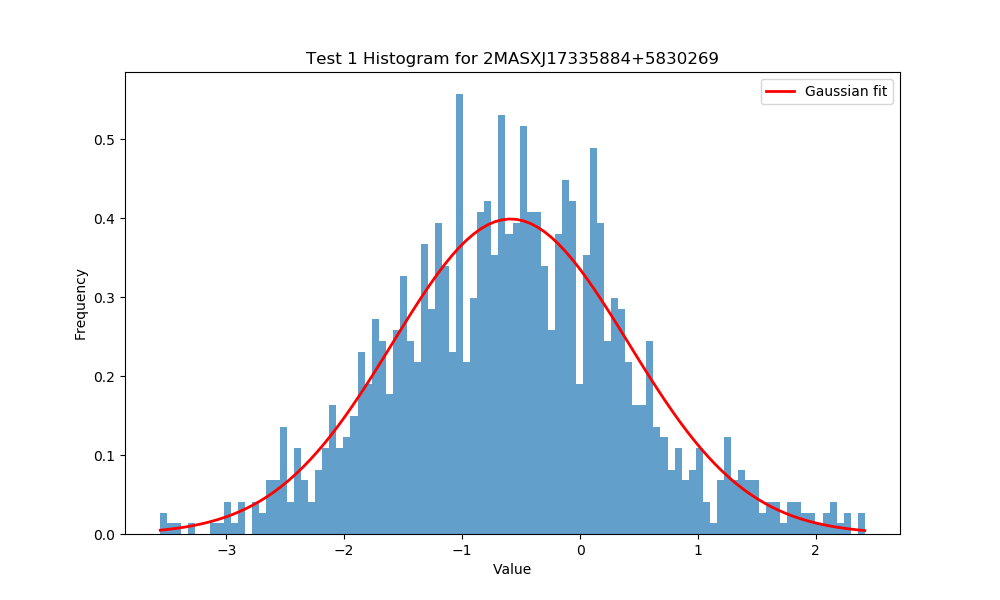 Test 1 Histogram for 2MASXJ17335884+5830269
Gaussian fit
Frequency
0.5
0.4
0.3
0.2
0.1
0.0
−3 −2 −1 0 1 2
Value